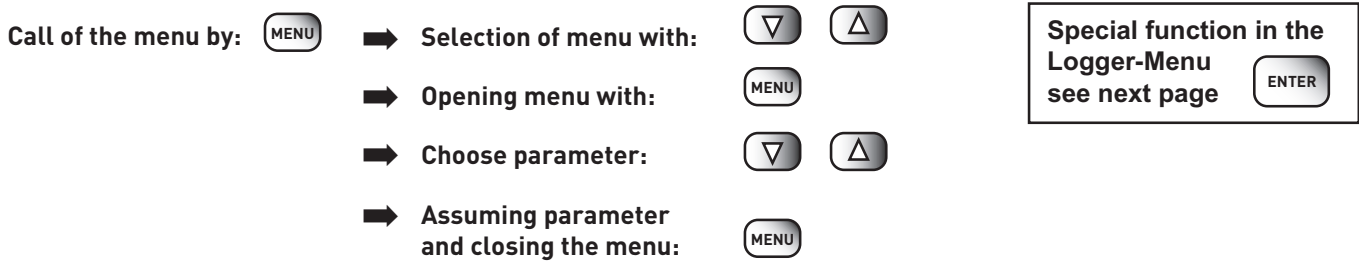 Call of the menu by: MENU
Selection of menu with: ▽ △
Opening menu with: MENU
Choose parameter: ▽ △
Assuming parameter
and closing the menu: MENU
Special function in the
Logger-Menu
see next page ENTER